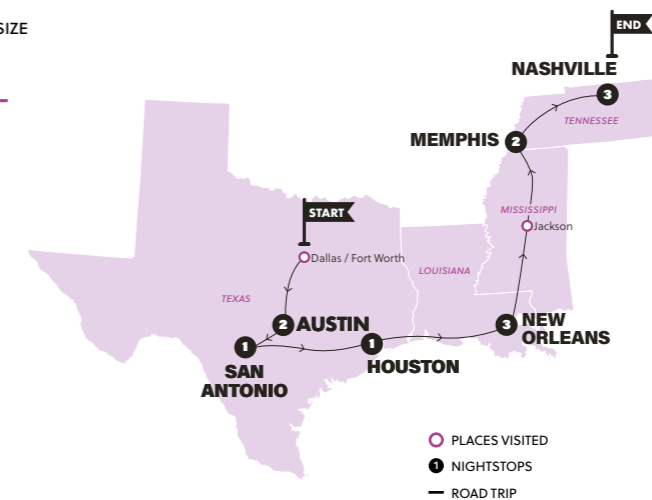 SIZE
END
NASHVILLE
3
TENNESSEE
MEMPHIS
2
MISSISSIPPI
Jackson
START
Dallas / Fort Worth
LOUISIANA
TEXAS
2
AUSTIN
1
SAN
ANTONIO
1
HOUSTON
3
NEW
ORLEANS
PLACES VISITED
1 NIGHTSTOPS
ROAD TRIP